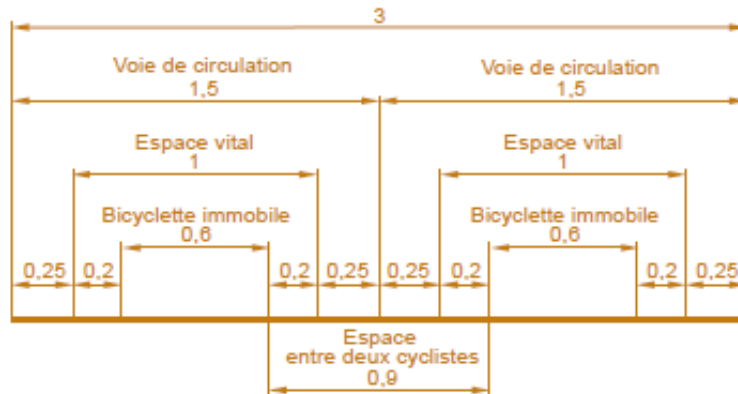 3
Voie de circulation Voie de circulation
1,5 1,5
Espace vital Espace vital
1 1
Bicyclette immobile Bicyclette immobile
0,6 0,6
0,25 0,2 0,2 0,25 0,25 0,2 0,2 0,25
Espace
entre deux cyclistes
0,9